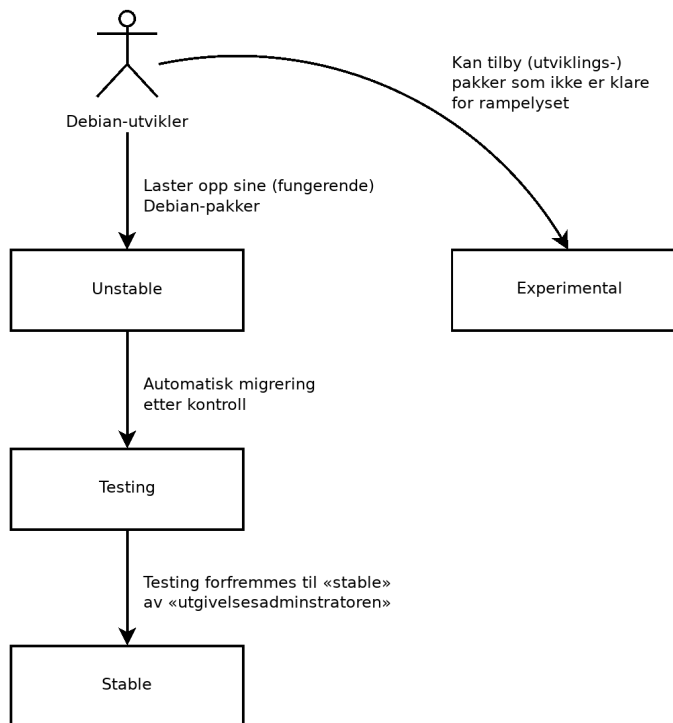 Kan tilby (utviklings-)
pakker som ikke er klare
for rampelyset
Debian-utvikler
Laster opp sine (fungerende)
Debian-pakker
Unstable
Experimental
Automatisk migrering
etter kontroll
Testing
Testing forfremmes til «stable»
av «utgivelsesadminstratoren»
Stable